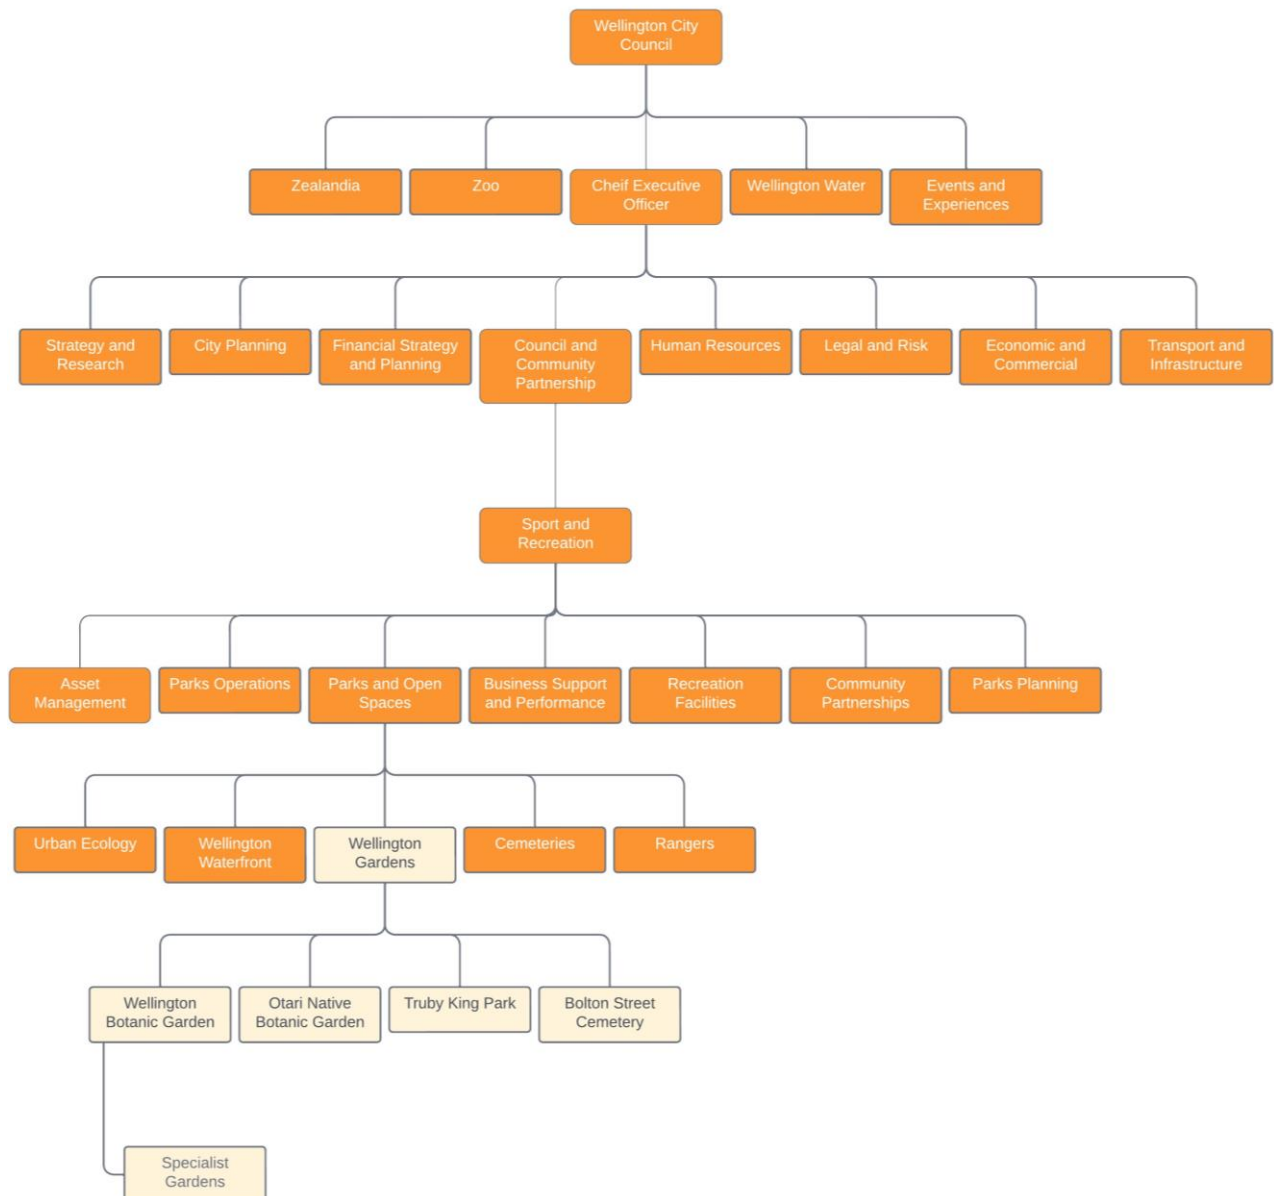 Wellington City
Council
Zealandia
Zoo
Cheif Executive
Officer
Wellington Water
Events and
Experiences
Strategy and
Research
City Planning
Financial Strategy
and Planning
Council and
Community
Partnership
Human Resources
Legal and Risk
Economic and
Commercial
Transport and
Infrastructure
Sport and
Recreation
Asset
Management
Parks Operations
Parks and Open
Spaces
Business Support
and Performance
Recreation
Facilities
Community
Partnerships
Parks Planning
Urban Ecology
Wellington
Waterfront
Wellington
Gardens
Cemeteries
Rangers
Wellington
Botanic Garden
Otari Native
Botanic Garden
Truby King Park
Bolton Street
Cemetery
Specialist
Gardens